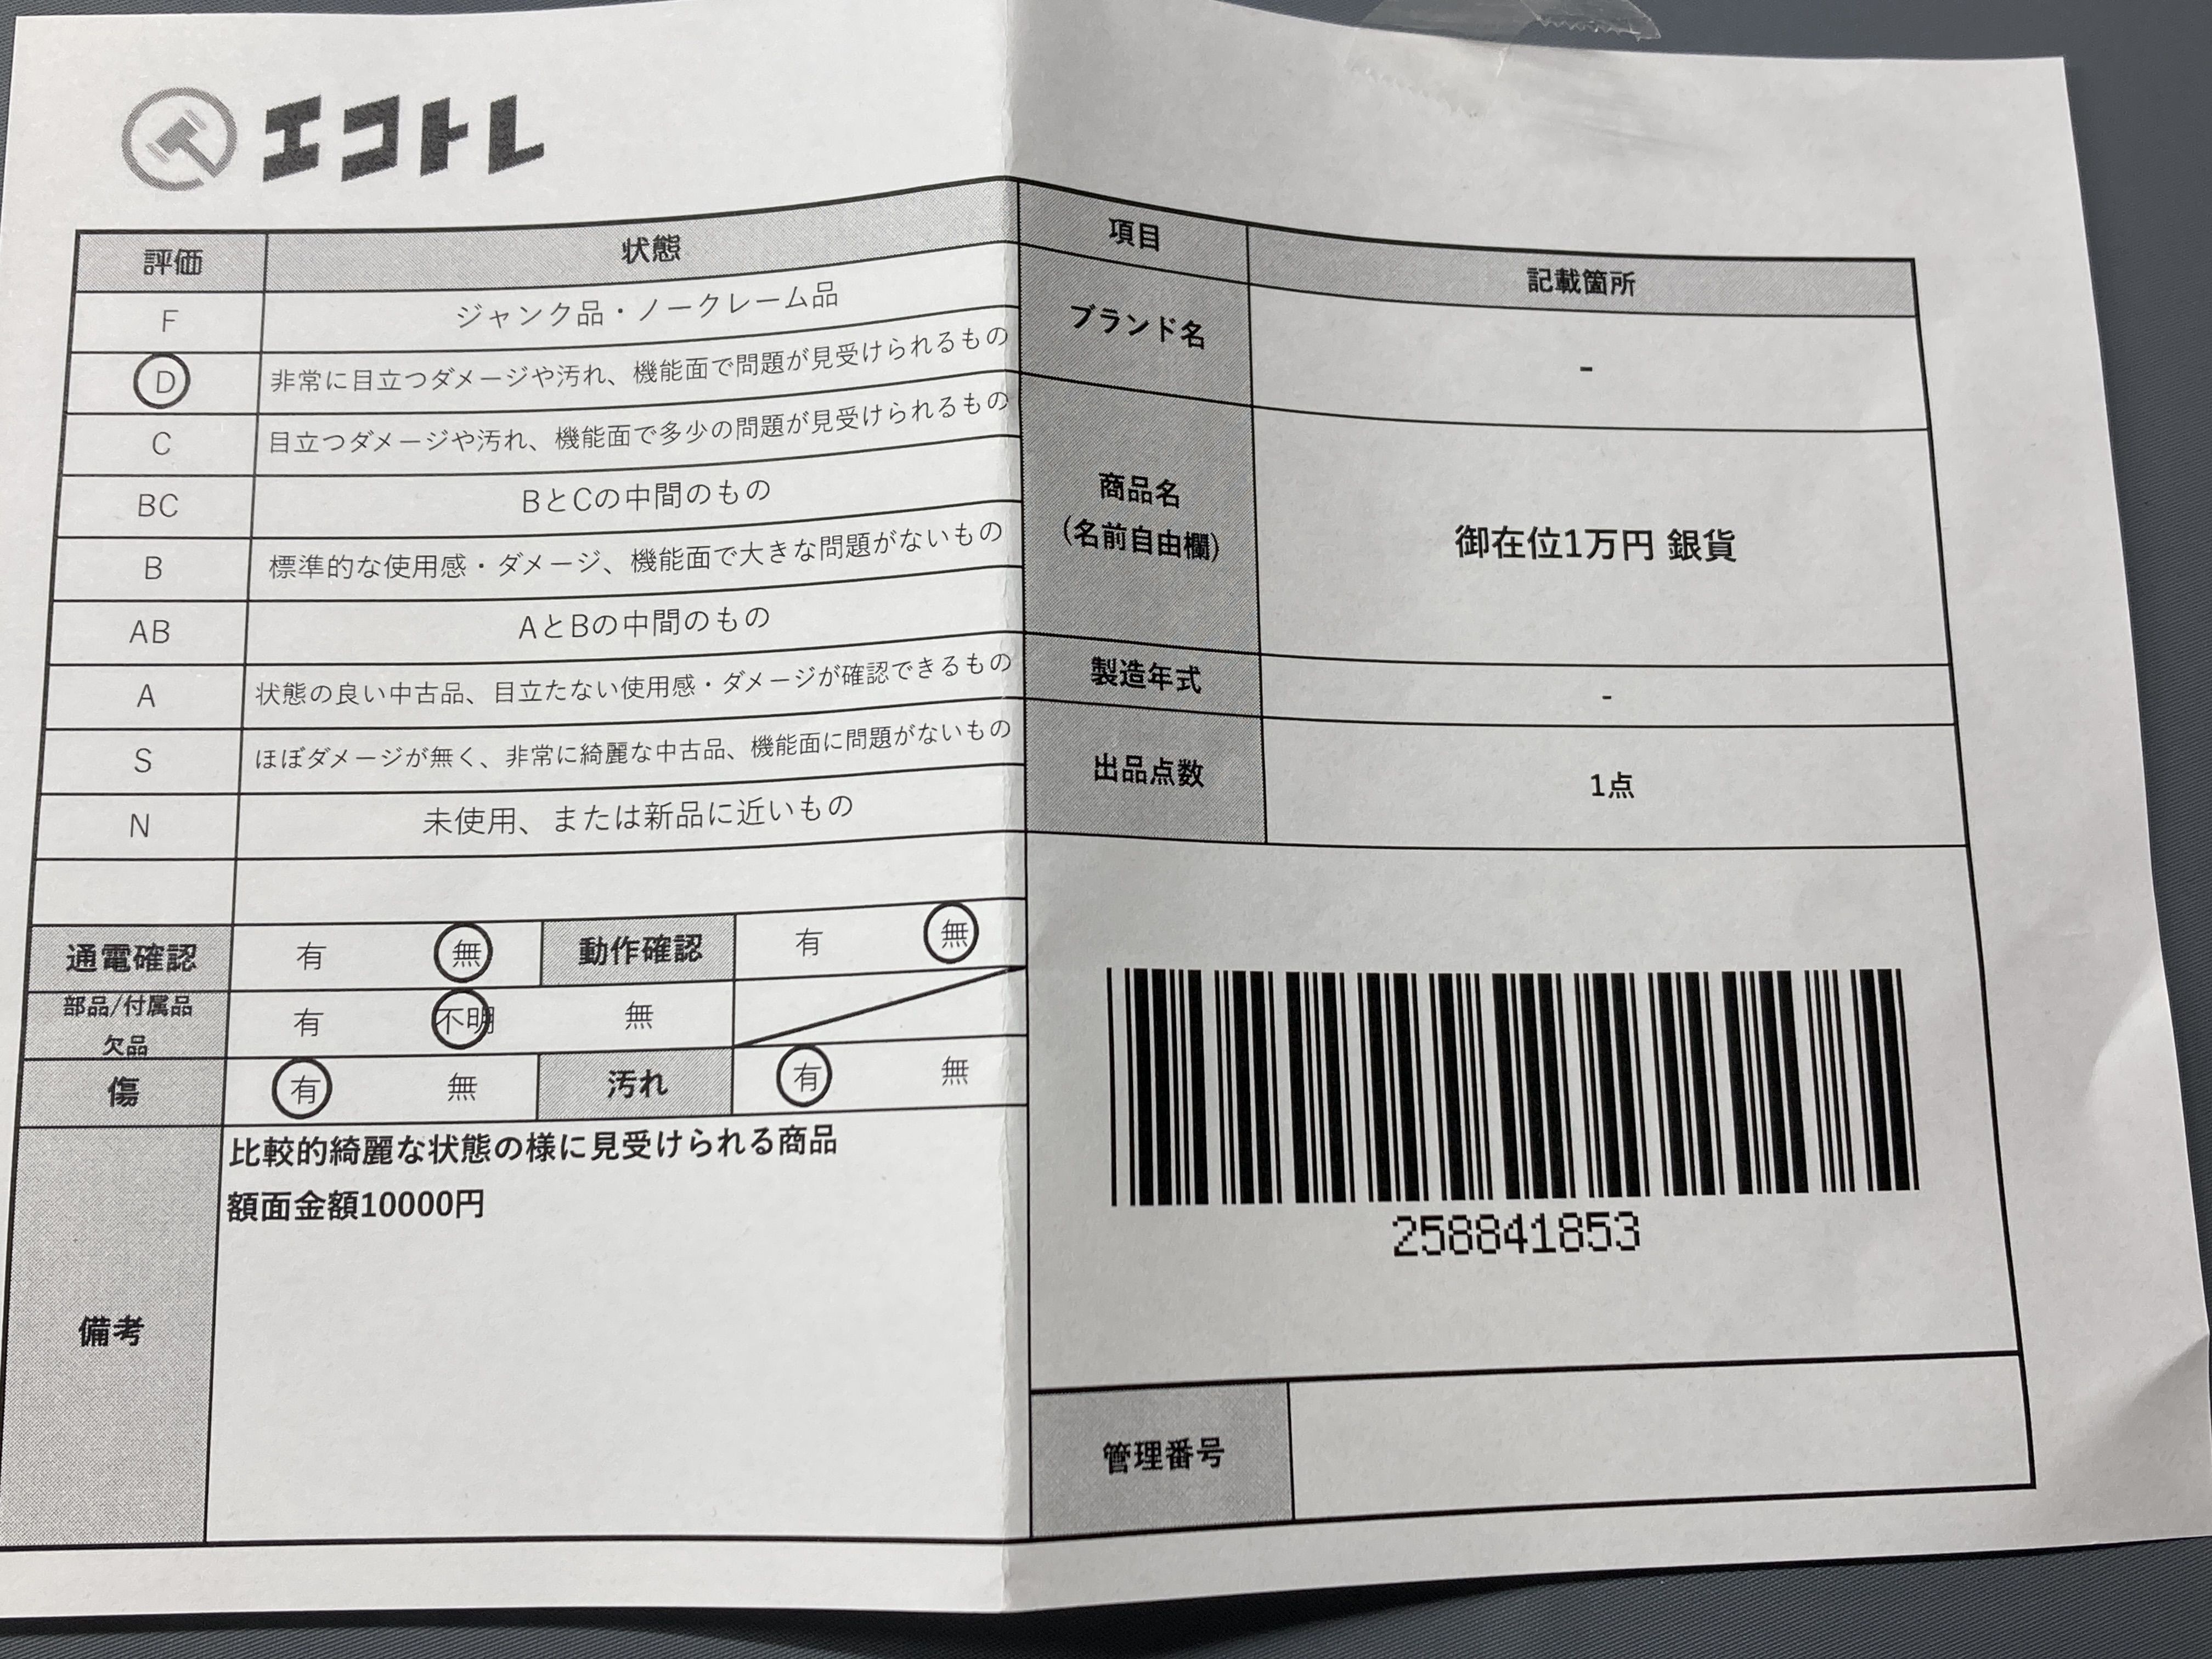 エコトレ
評価 状態
F ジャンク品・ノークレーム品
D 非常に目立つダメージや汚れ、機能面で問題が見受けられるもの
C 目立つダメージや汚れ、機能面で多少の問題が見受けられるもの
BC BとCの中間のもの
B 標準的な使用感・ダメージ、機能面で大きな問題がないもの
AB AとBの中間のもの
A 状態の良い中古品、目立たない使用感・ダメージが確認できるもの
S ほぼダメージが無く、非常に綺麗な中古品、機能面に問題がないもの
N 未使用、または新品に近いもの
通電確認 有 無 動作確認 有 無
部品/付属品
欠品 有 不明 無
傷 有 無 汚れ 有 無
備考
比較的綺麗な状態の様に見受けられる商品
額面金額10000円
項目 記載箇所
ブランド名 -
商品名
(名前自由欄)
御在位1万円 銀貨
製造年式 -
出品点数 1点
258841853
管理番号